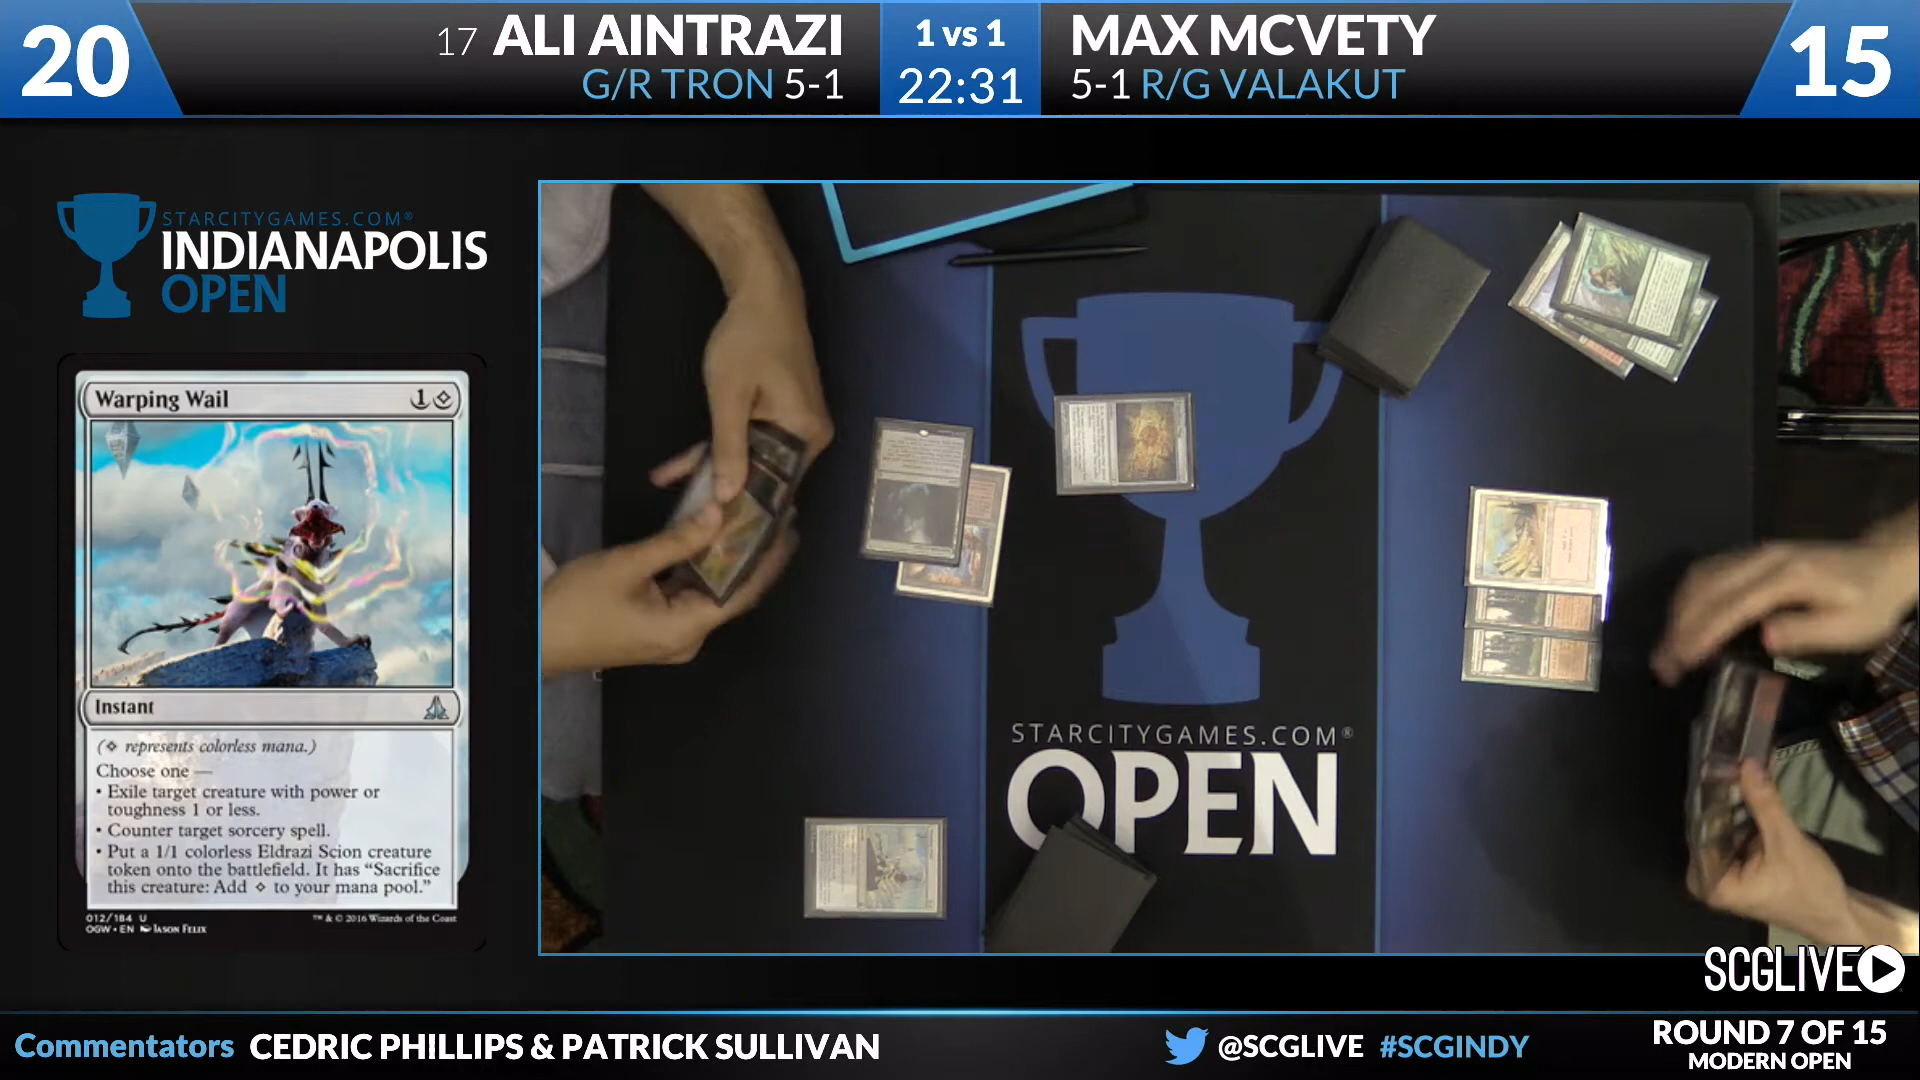 20
17 ALI AINTRAZI
G/R TRON 5-1
1 vs 1
22:31
MAX MCVETY
5-1 R/G VALAKUT
15
STARCITYGAMES.COM®
INDIANAPOLIS
OPEN
Warping Wail 1
Instant
( represents colorless mana.)
Choose one —
• Exile target creature with power or
toughness 1 or less.
• Counter target sorcery spell.
• Put a 1/1 colorless Eldrazi Scion creature
token onto the battlefield. It has “Sacrifice
this creature: Add to your mana pool.”
012/184 U
OGW • EN JASON FELIX
™ & © 2016 Wizards of the Coast
STARCITYGAMES.COM®
OPEN
SCGLIVE
Commentators CEDRIC PHILLIPS & PATRICK SULLIVAN
@SCGLIVE #SCGINDY
ROUND 7 OF 15
MODERN OPEN